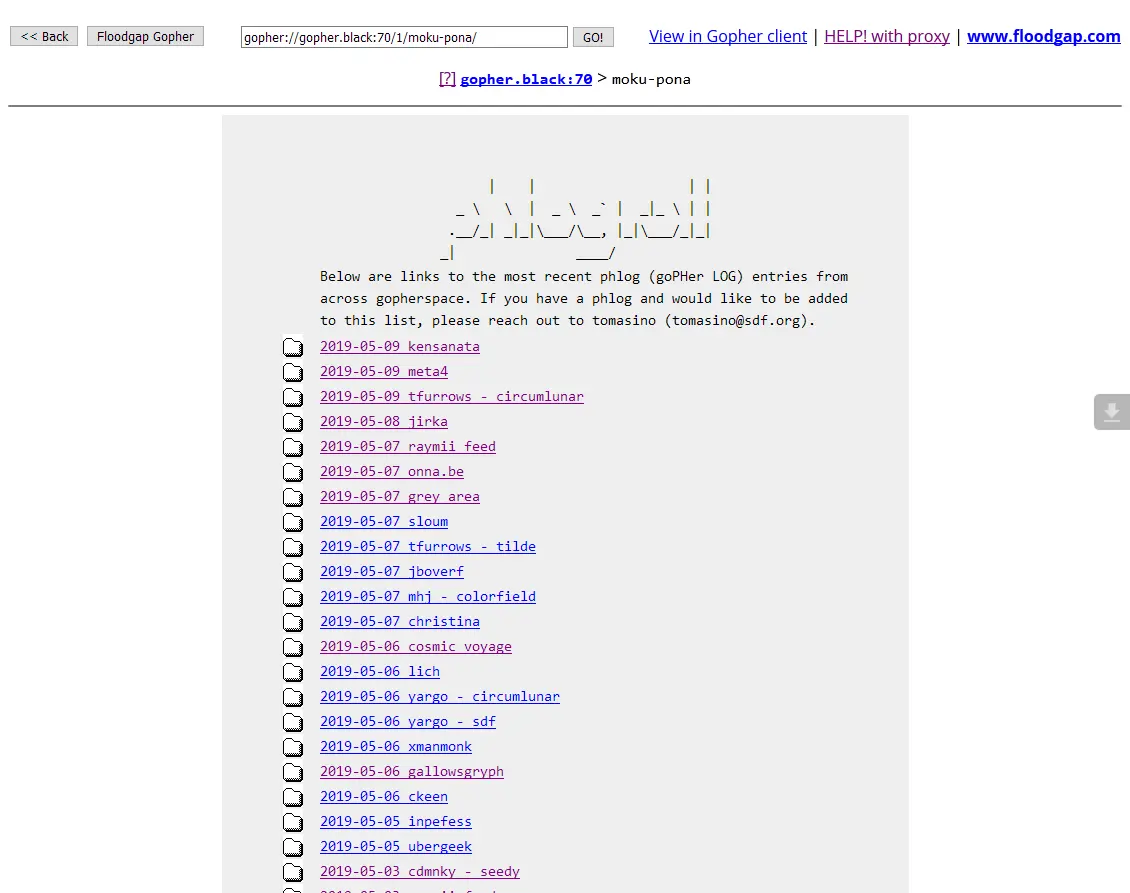 << Back Floodgap Gopher gopher://gopher.black:70/1/moku-pona/ GO! View in Gopher client | HELP! with proxy | www.floodgap.com
[?] gopher.black:70 > moku-pona
Below are links to the most recent phlog (goPHer LOG) entries from
across gopherspace. If you have a phlog and would like to be added
to this list, please reach out to tomasino (tomasino@sdf.org).
2019-05-09 kensanata
2019-05-09 meta4
2019-05-09 tfurrows - circumlunar
2019-05-08 jirka
2019-05-07 raymii feed
2019-05-07 onna.be
2019-05-07 grey area
2019-05-07 sloum
2019-05-07 tfurrows - tilde
2019-05-07 jboverf
2019-05-07 mhj - colorfield
2019-05-07 christina
2019-05-06 cosmic voyage
2019-05-06 lich
2019-05-06 yargo - circumlunar
2019-05-06 yargo - sdf
2019-05-06 xmanmonk
2019-05-06 gallowsgryph
2019-05-06 ckeen
2019-05-05 inpefess
2019-05-05 ubergeek
2019-05-03 cdmnky - seedy